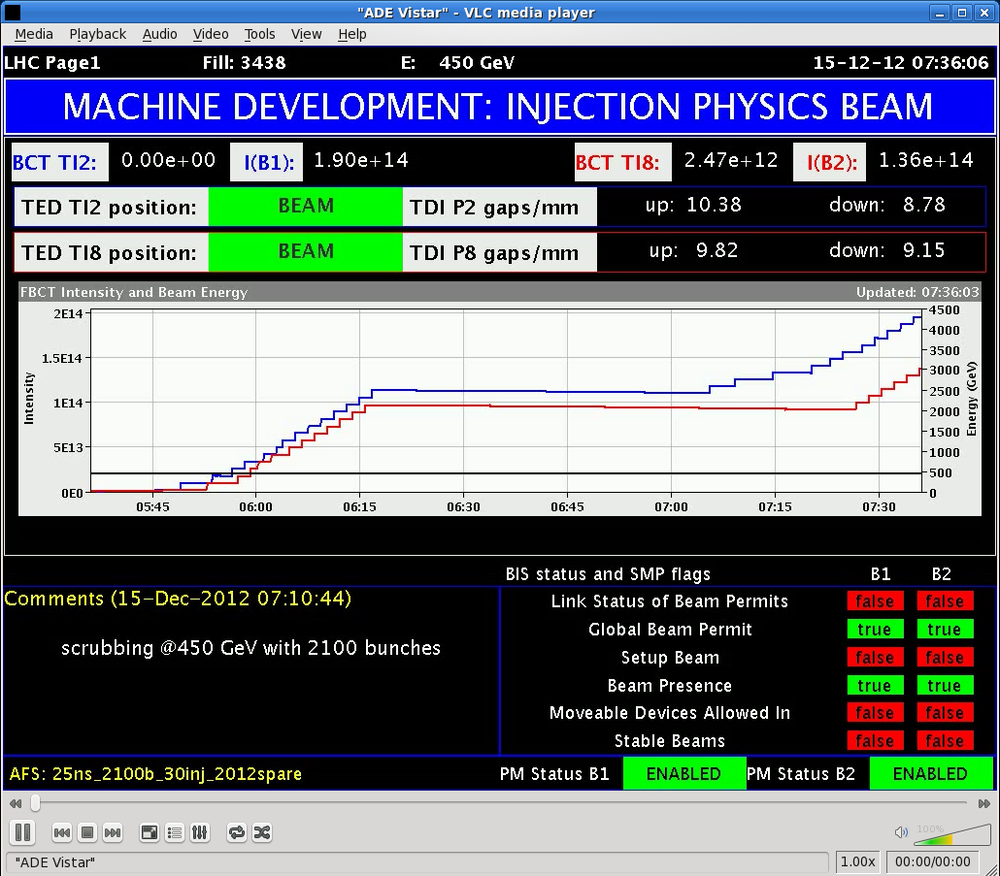 "ADE Vistar" - VLC media player
Media Playback Audio Video Tools View Help
LHC Page1 Fill: 3438 E: 450 GeV 15-12-12 07:36:06
MACHINE DEVELOPMENT: INJECTION PHYSICS BEAM
BCT TI2: 0.00e+00 I(B1): 1.90e+14 BCT TI8: 2.47e+12 I(B2): 1.36e+14
TED TI2 position: BEAM TDI P2 gaps/mm up: 10.38 down: 8.78
TED TI8 position: BEAM TDI P8 gaps/mm up: 9.82 down: 9.15
FBCT Intensity and Beam Energy Updated: 07:36:03
2E14
1.5E14
1E14
5E13
0E0
Intensity
4500
4000
3500
3000
2500
2000
1500
1000
500
0
Energy (GeV)
05:45 06:00 06:15 06:30 06:45 07:00 07:15 07:30
BIS status and SMP flags B1 B2
Comments (15-Dec-2012 07:10:44)
scrubbing @450 GeV with 2100 bunches
Link Status of Beam Permits false false
Global Beam Permit true true
Setup Beam false false
Beam Presence true true
Moveable Devices Allowed In false false
Stable Beams false false
AFS: 25ns_2100b_30inj_2012spare PM Status B1 ENABLED PM Status B2 ENABLED
100%
"ADE Vistar" 1.00x 00:00/00:00